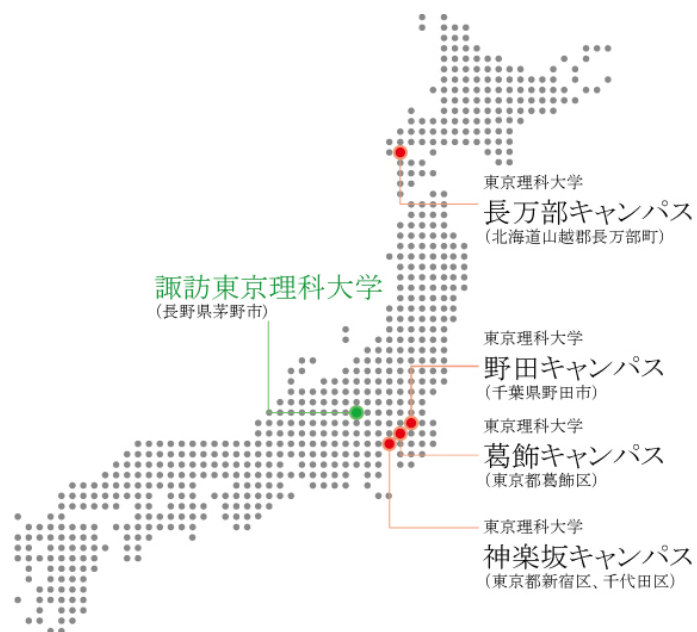 東京理科大学
長万部キャンパス
(北海道山越郡長万部町)
諏訪東京理科大学
(長野県茅野市)
東京理科大学
野田キャンパス
(千葉県野田市)
東京理科大学
葛飾キャンパス
(東京都葛飾区)
東京理科大学
神楽坂キャンパス
(東京都新宿区、千代田区)